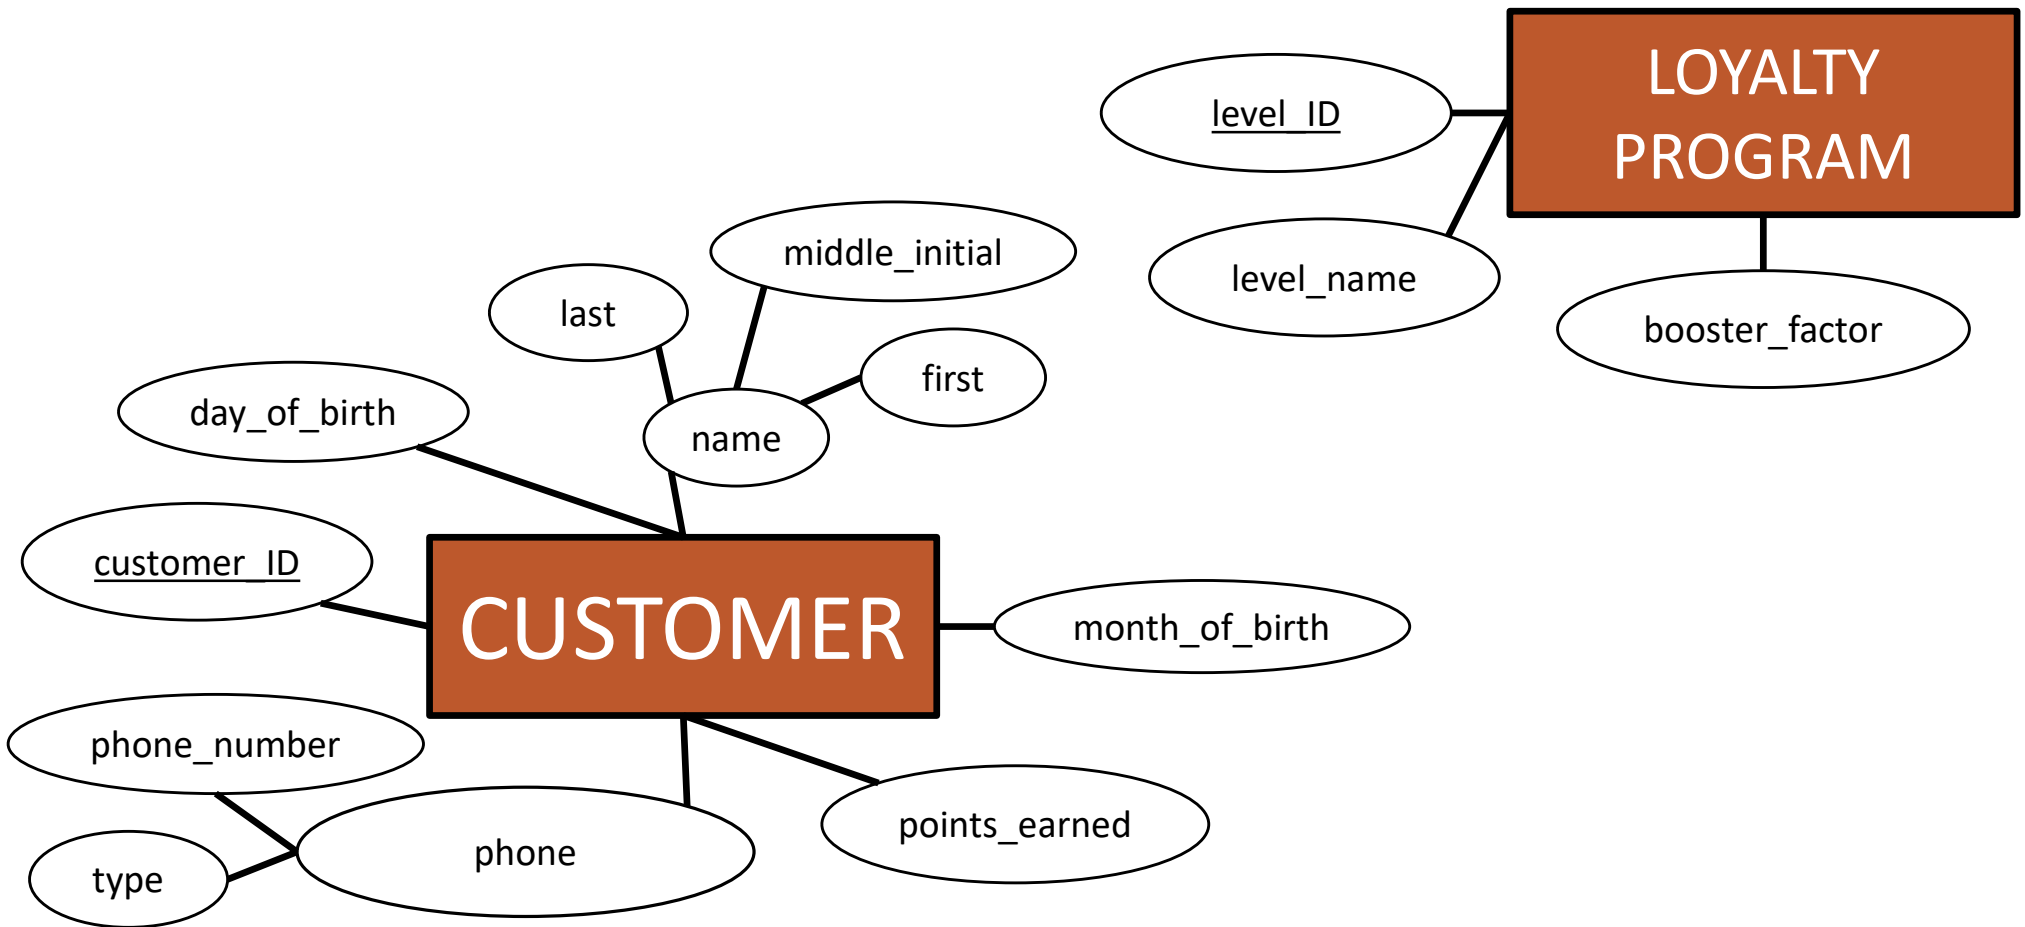 LOYALTY
PROGRAM
level_ID
level_name
booster_factor
middle_initial
last
first
name
day_of_birth
customer_ID
CUSTOMER
month_of_birth
phone_number
points_earned
phone
type